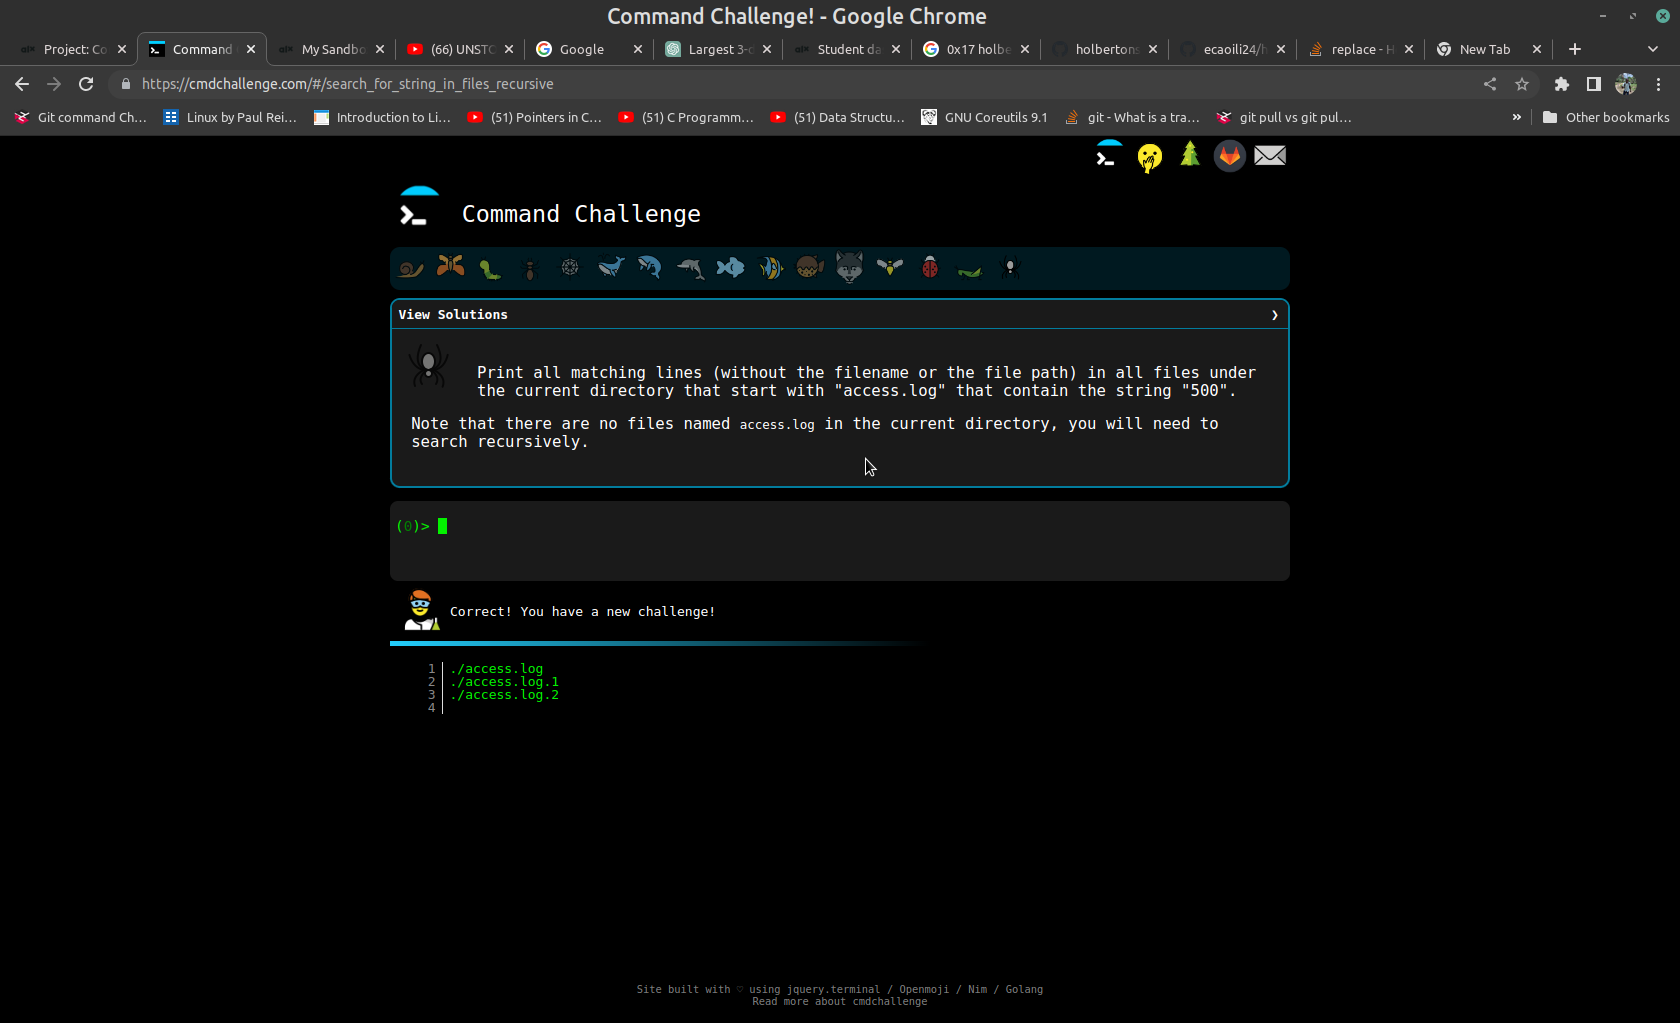 Command Challenge! - Google Chrome
Project: Co
Command
My Sandbo
(66) UNSTC
Google
Largest 3-d
Student da
0x17 holbe
holbertons
ecaoili24/h
replace - H
New Tab
https://cmdchallenge.com/#/search_for_string_in_files_recursive
Git command Ch...
Linux by Paul Rei...
Introduction to Li...
(51) Pointers in C...
(51) C Programm...
(51) Data Structu...
GNU Coreutils 9.1
git - What is a tra...
git pull vs git pul...
»
Other bookmarks
Command Challenge
View Solutions
Print all matching lines (without the filename or the file path) in all files under
the current directory that start with "access.log" that contain the string "500".
Note that there are no files named access.log in the current directory, you will need to
search recursively.
(0)>
Correct! You have a new challenge!
1 ./access.log
2 ./access.log.1
3 ./access.log.2
4
Site built with ♡ using jquery.terminal / Openmoji / Nim / Golang
Read more about cmdchallenge